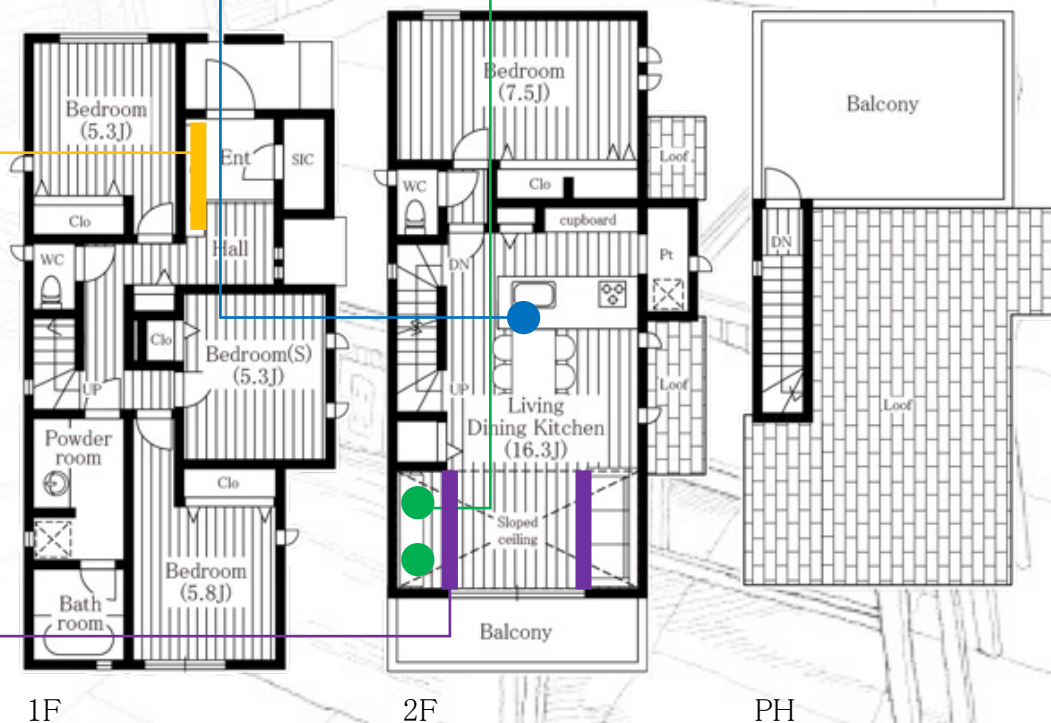 Bedroom
(5.3J)
Ent
SIC
Clo
Hall
WC
Clo
Bedroom(S)
(5.3J)
UP
Powder
room
Clo
Bedroom
(5.8J)
Bath
room
1F
Bedroom
(7.5J)
Loof
WC
Clo
cupboard
DN
Pt
UP
Loof
Living
Dining Kitchen
(16.3J)
Sloped
ceiling
Balcony
2F
Balcony
DN
Loof
PH